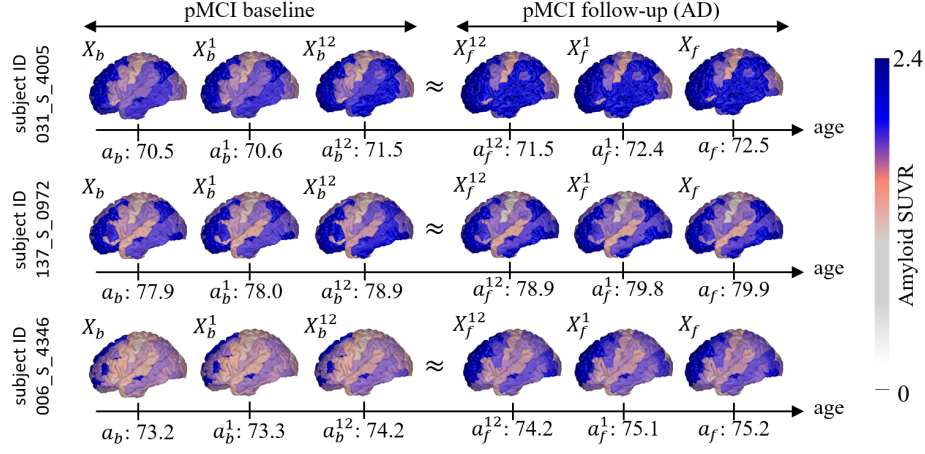 pMCI baseline pMCI follow-up (AD)
subject ID
031_S_4005
X_b X_b^1 X_b^12 ≈ X_f^12 X_f^1 X_f
age
a_b: 70.5 a_b^1: 70.6 a_b^12: 71.5 a_f^12: 71.5 a_f^1: 72.4 a_f: 72.5
subject ID
137_S_0972
X_b X_b^1 X_b^12 ≈ X_f^12 X_f^1 X_f
age
a_b: 77.9 a_b^1: 78.0 a_b^12: 78.9 a_f^12: 78.9 a_f^1: 79.8 a_f: 79.9
subject ID
006_S_4346
X_b X_b^1 X_b^12 ≈ X_f^12 X_f^1 X_f
age
a_b: 73.2 a_b^1: 73.3 a_b^12: 74.2 a_f^12: 74.2 a_f^1: 75.1 a_f: 75.2
2.4
Amyloid SUVR
0